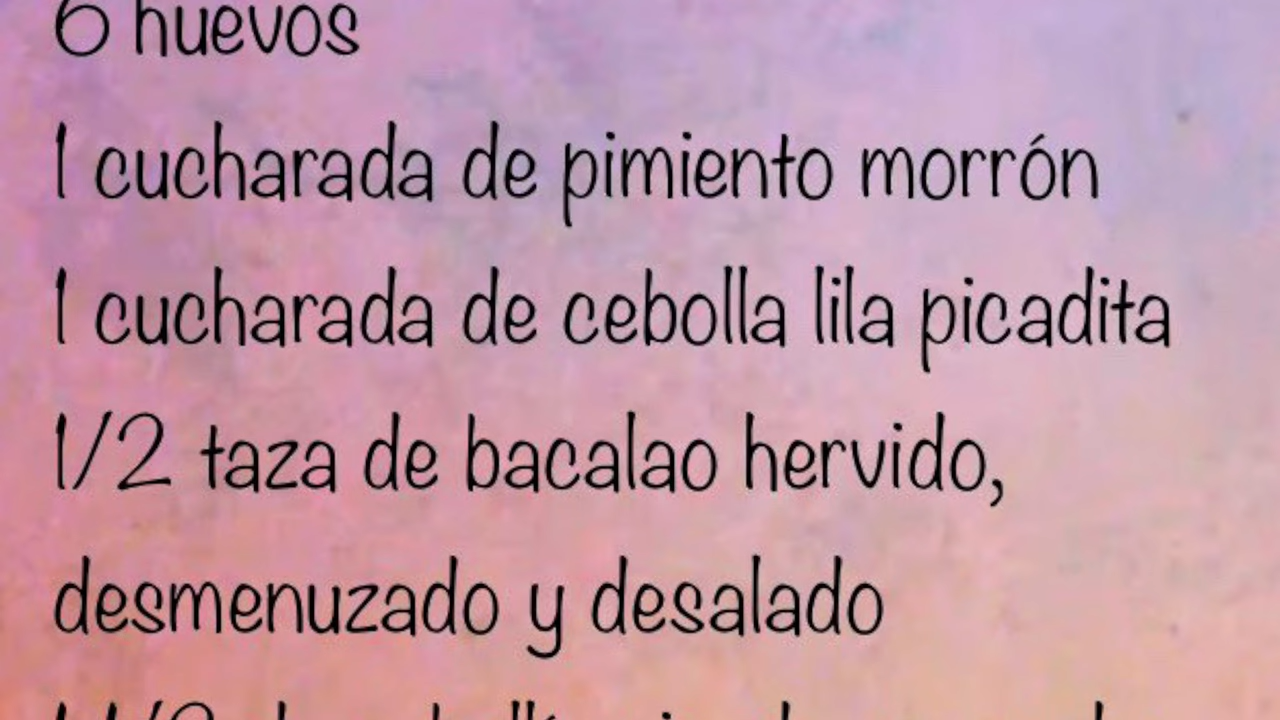 6 huevos
1 cucharada de pimiento morrón
1 cucharada de cebolla lila picadita
1/2 taza de bacalao hervido,
desmenuzado y desalado